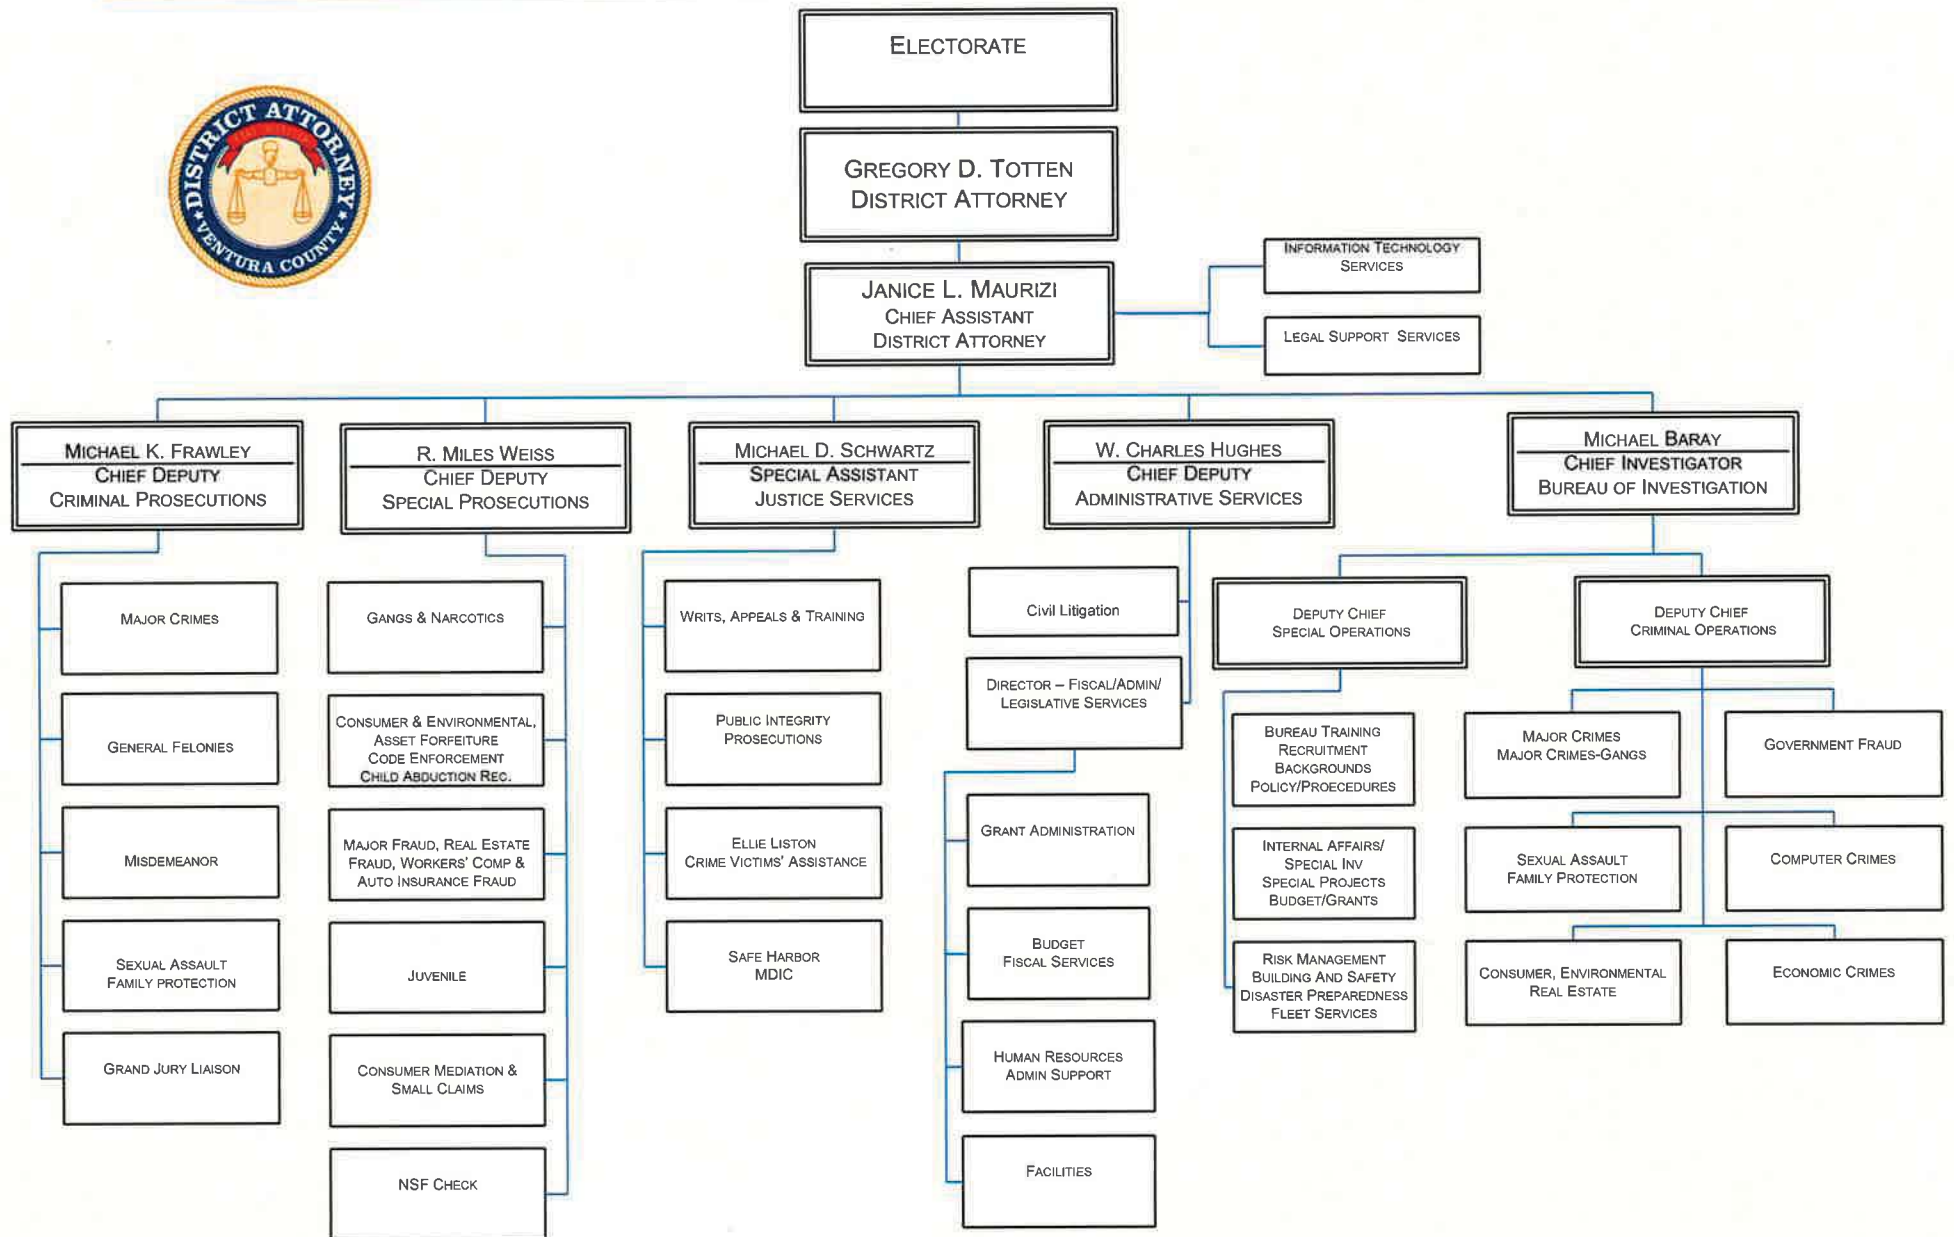 ELECTORATE
DISTRICT ATTORNEY
VENTURA COUNTY
GREGORY D. TOTTEN
DISTRICT ATTORNEY
JANICE L. MAURIZI
CHIEF ASSISTANT
DISTRICT ATTORNEY
INFORMATION TECHNOLOGY
SERVICES
LEGAL SUPPORT SERVICES
MICHAEL K. FRAWLEY
CHIEF DEPUTY
CRIMINAL PROSECUTIONS
MAJOR CRIMES
GENERAL FELONIES
MISDEMEANOR
SEXUAL ASSAULT
FAMILY PROTECTION
GRAND JURY LIAISON
R. MILES WEISS
CHIEF DEPUTY
SPECIAL PROSECUTIONS
GANGS & NARCOTICS
CONSUMER & ENVIRONMENTAL,
ASSET FORFEITURE
CODE ENFORCEMENT
CHILD ABDUCTION REC.
MAJOR FRAUD, REAL ESTATE
FRAUD, WORKERS' COMP &
AUTO INSURANCE FRAUD
JUVENILE
CONSUMER MEDIATION &
SMALL CLAIMS
NSF CHECK
MICHAEL D. SCHWARTZ
SPECIAL ASSISTANT
JUSTICE SERVICES
WRITS, APPEALS & TRAINING
PUBLIC INTEGRITY
PROSECUTIONS
ELLIE LISTON
CRIME VICTIMS' ASSISTANCE
SAFE HARBOR
MDIC
W. CHARLES HUGHES
CHIEF DEPUTY
ADMINISTRATIVE SERVICES
Civil Litigation
DIRECTOR – FISCAL/ADMIN/
LEGISLATIVE SERVICES
GRANT ADMINISTRATION
BUDGET
FISCAL SERVICES
HUMAN RESOURCES
ADMIN SUPPORT
FACILITIES
MICHAEL BARAY
CHIEF INVESTIGATOR
BUREAU OF INVESTIGATION
DEPUTY CHIEF
SPECIAL OPERATIONS
BUREAU TRAINING
RECRUITMENT
BACKGROUNDS
POLICY/PROECEDURES
INTERNAL AFFAIRS/
SPECIAL INV
SPECIAL PROJECTS
BUDGET/GRANTS
RISK MANAGEMENT
BUILDING AND SAFETY
DISASTER PREPAREDNESS
FLEET SERVICES
DEPUTY CHIEF
CRIMINAL OPERATIONS
MAJOR CRIMES
MAJOR CRIMES-GANGS
GOVERNMENT FRAUD
SEXUAL ASSAULT
FAMILY PROTECTION
COMPUTER CRIMES
CONSUMER, ENVIRONMENTAL
REAL ESTATE
ECONOMIC CRIMES